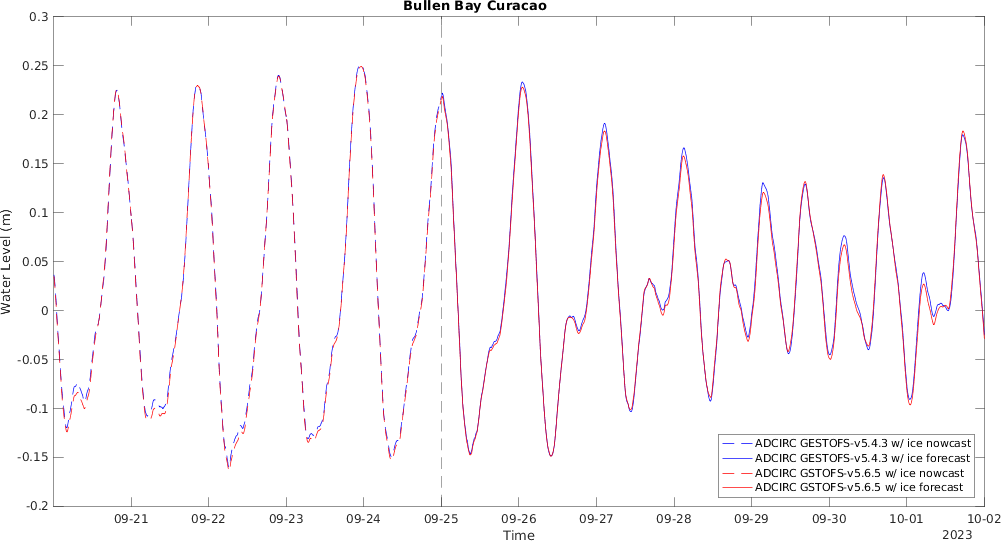 Bullen Bay Curacao
0.3
0.25
0.2
0.15
0.1
0.05
0
-0.05
-0.1
-0.15
-0.2
Water Level (m)
ADCIRC GESTOFS-v5.4.3 w/ ice nowcast
ADCIRC GESTOFS-v5.4.3 w/ ice forecast
ADCIRC GSTOFS-v5.6.5 w/ ice nowcast
ADCIRC GSTOFS-v5.6.5 w/ ice forecast
09-21 09-22 09-23 09-24 09-25 09-26 09-27 09-28 09-29 09-30 10-01 10-02
Time
2023